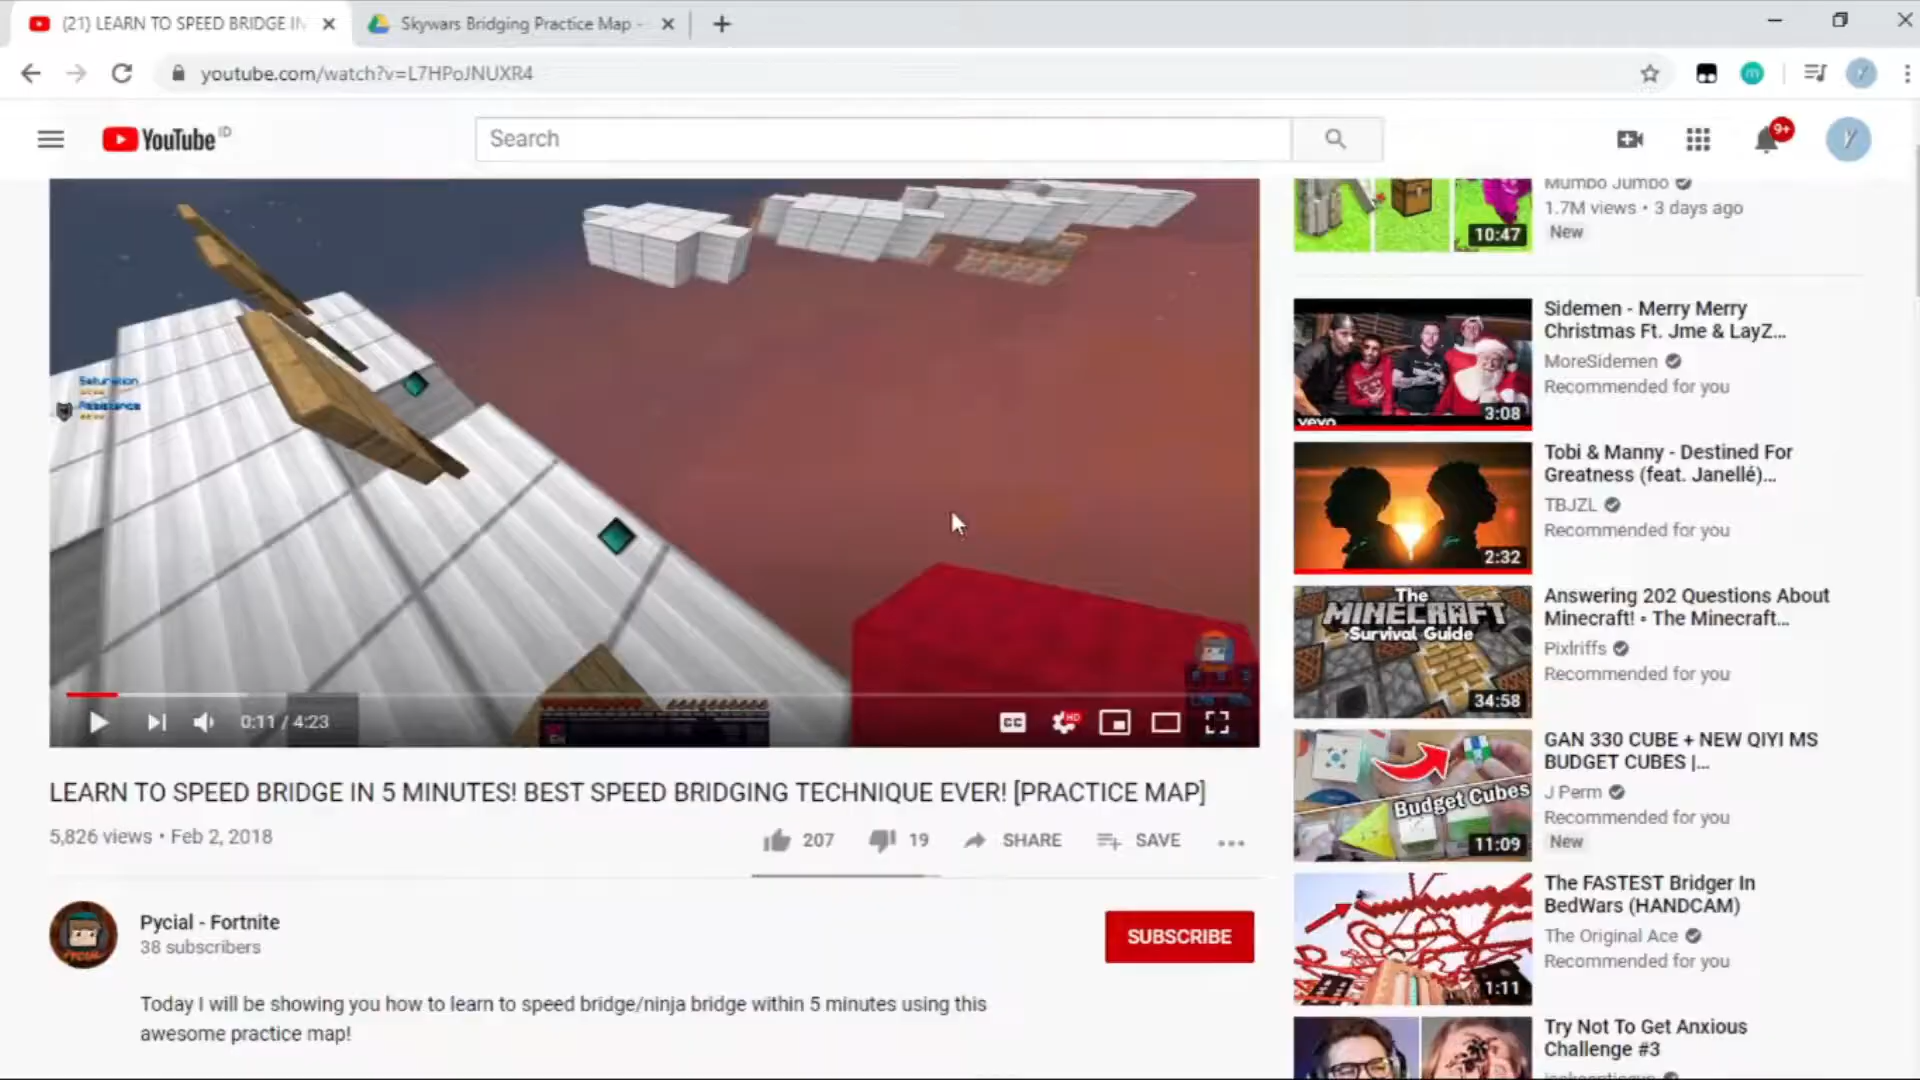 (21) LEARN TO SPEED BRIDGE IN
Skywars Bridging Practice Map -
youtube.com/watch?v=L7HPoJNUXR4
YouTube ID
Search
9+
y
Saturation
Resistance
0:11 / 4:23
CC
HD
LEARN TO SPEED BRIDGE IN 5 MINUTES! BEST SPEED BRIDGING TECHNIQUE EVER! [PRACTICE MAP]
5,826 views • Feb 2, 2018
207
19
SHARE
SAVE
Pycial - Fortnite
38 subscribers
SUBSCRIBE
Today I will be showing you how to learn to speed bridge/ninja bridge within 5 minutes using this
awesome practice map!
10:47
Mumbo Jumbo
1.7M views • 3 days ago
New
vevo
3:08
Sidemen - Merry Merry
Christmas Ft. Jme & LayZ...
MoreSidemen
Recommended for you
2:32
Tobi & Manny - Destined For
Greatness (feat. Janellé)...
TBJZL
Recommended for you
The
MINECRAFT
Survival Guide
34:58
Answering 202 Questions About
Minecraft! ▫ The Minecraft...
Pixlriffs
Recommended for you
Budget Cubes
11:09
GAN 330 CUBE + NEW QIYI MS
BUDGET CUBES |...
J Perm
Recommended for you
New
1:11
The FASTEST Bridger In
BedWars (HANDCAM)
The Original Ace
Recommended for you
Try Not To Get Anxious
Challenge #3